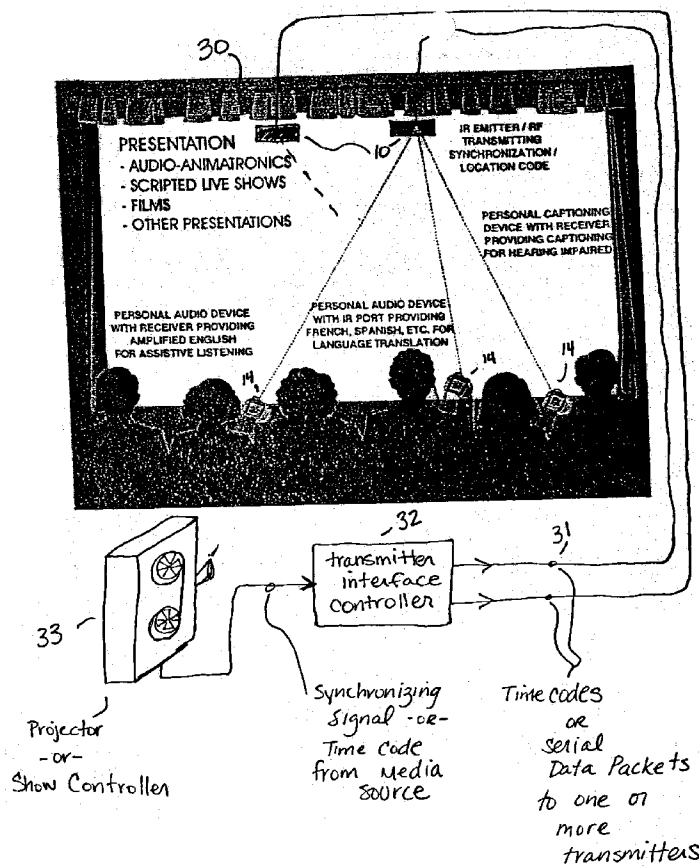 30
PRESENTATION
- AUDIO-ANIMATRONICS
- SCRIPTED LIVE SHOWS
- FILMS
- OTHER PRESENTATIONS
10
IR EMITTER / RF
TRANSMITTING
SYNCHRONIZATION /
LOCATION CODE
PERSONAL CAPTIONING
DEVICE WITH RECEIVER
PROVIDING CAPTIONING
FOR HEARING IMPAIRED
PERSONAL AUDIO DEVICE
WITH RECEIVER PROVIDING
AMPLIFIED ENGLISH
FOR ASSISTIVE LISTENING
PERSONAL AUDIO DEVICE
WITH IR PORT PROVIDING
FRENCH, SPANISH, ETC. FOR
LANGUAGE TRANSLATION
14
14
14
33
32
31
transmitter
interface
controller
Projector
-or-
Show Controller
Synchronizing
Signal -OR-
Time Code
from Media
Source
Time codes
OR
serial
Data Packets
to one or
more
transmitters